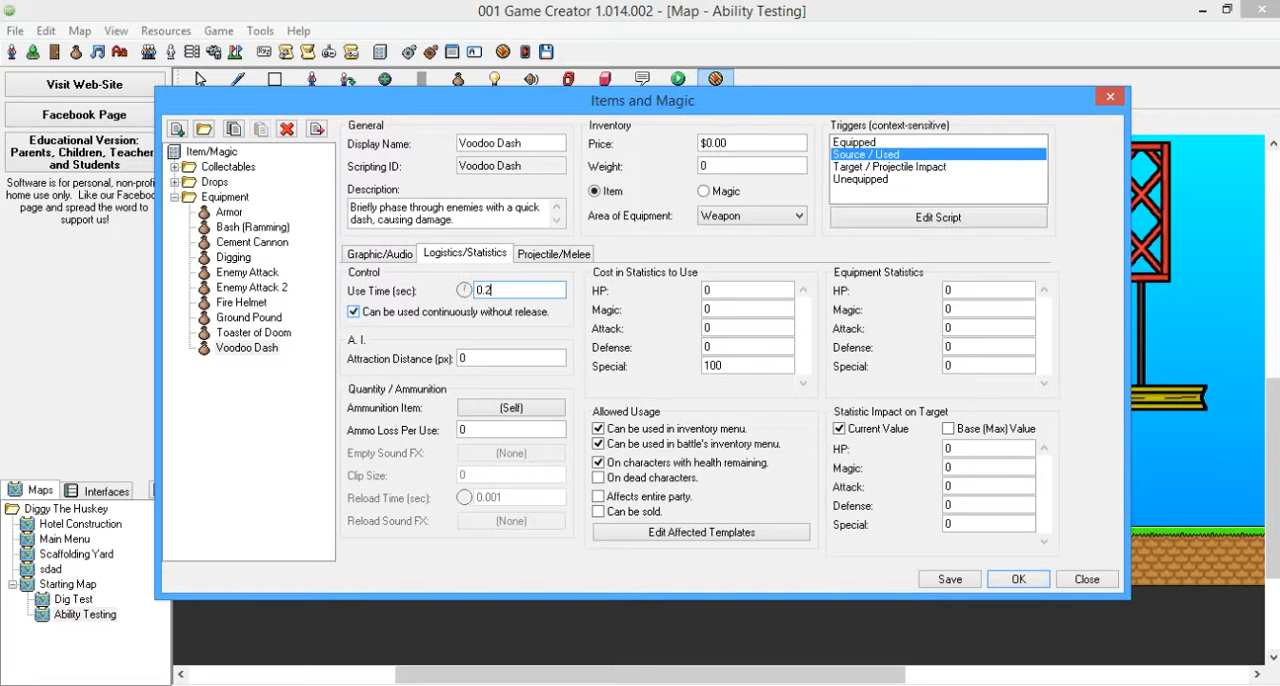 001 Game Creator 1.014.002 - [Map - Ability Testing]
File Edit Map View Resources Game Tools Help
Visit Web-Site
Facebook Page
Educational Version:
Parents, Children, Teacher
and Students
Software is for personal, non-profi
home use only. Like our Facebo
page and spread the word to
support us!
Items and Magic
Item/Magic
Collectables
Drops
Equipment
Armor
Bash (Ramming)
Cement Cannon
Digging
Enemy Attack
Enemy Attack 2
Fire Helmet
Ground Pound
Toaster of Doom
Voodoo Dash
General
Display Name: Voodoo Dash
Scripting ID: Voodoo Dash
Description:
Briefly phase through enemies with a quick
dash, causing damage.
Inventory
Price: $0.00
Weight: 0
Item Magic
Area of Equipment: Weapon
Triggers (context-sensitive)
Equipped
Source / Used
Target / Projectile Impact
Unequipped
Edit Script
Graphic/Audio Logistics/Statistics Projectile/Melee
Control
Use Time (sec): 0.2
Can be used continuously without release.
A. I.
Attraction Distance (px): 0
Quantity / Ammunition
Ammunition Item: (Self)
Ammo Loss Per Use: 0
Empty Sound FX: (None)
Clip Size: 0
Reload Time (sec): 0.001
Reload Sound FX: (None)
Cost in Statistics to Use
HP: 0
Magic: 0
Attack: 0
Defense: 0
Special: 100
Allowed Usage
Can be used in inventory menu.
Can be used in battle's inventory menu.
On characters with health remaining.
On dead characters.
Affects entire party.
Can be sold.
Edit Affected Templates
Equipment Statistics
HP: 0
Magic: 0
Attack: 0
Defense: 0
Special: 0
Statistic Impact on Target
Current Value Base (Max) Value
HP: 0
Magic: 0
Attack: 0
Defense: 0
Special: 0
Save OK Close
Maps Interfaces
Diggy The Huskey
Hotel Construction
Main Menu
Scaffolding Yard
sdad
Starting Map
Dig Test
Ability Testing